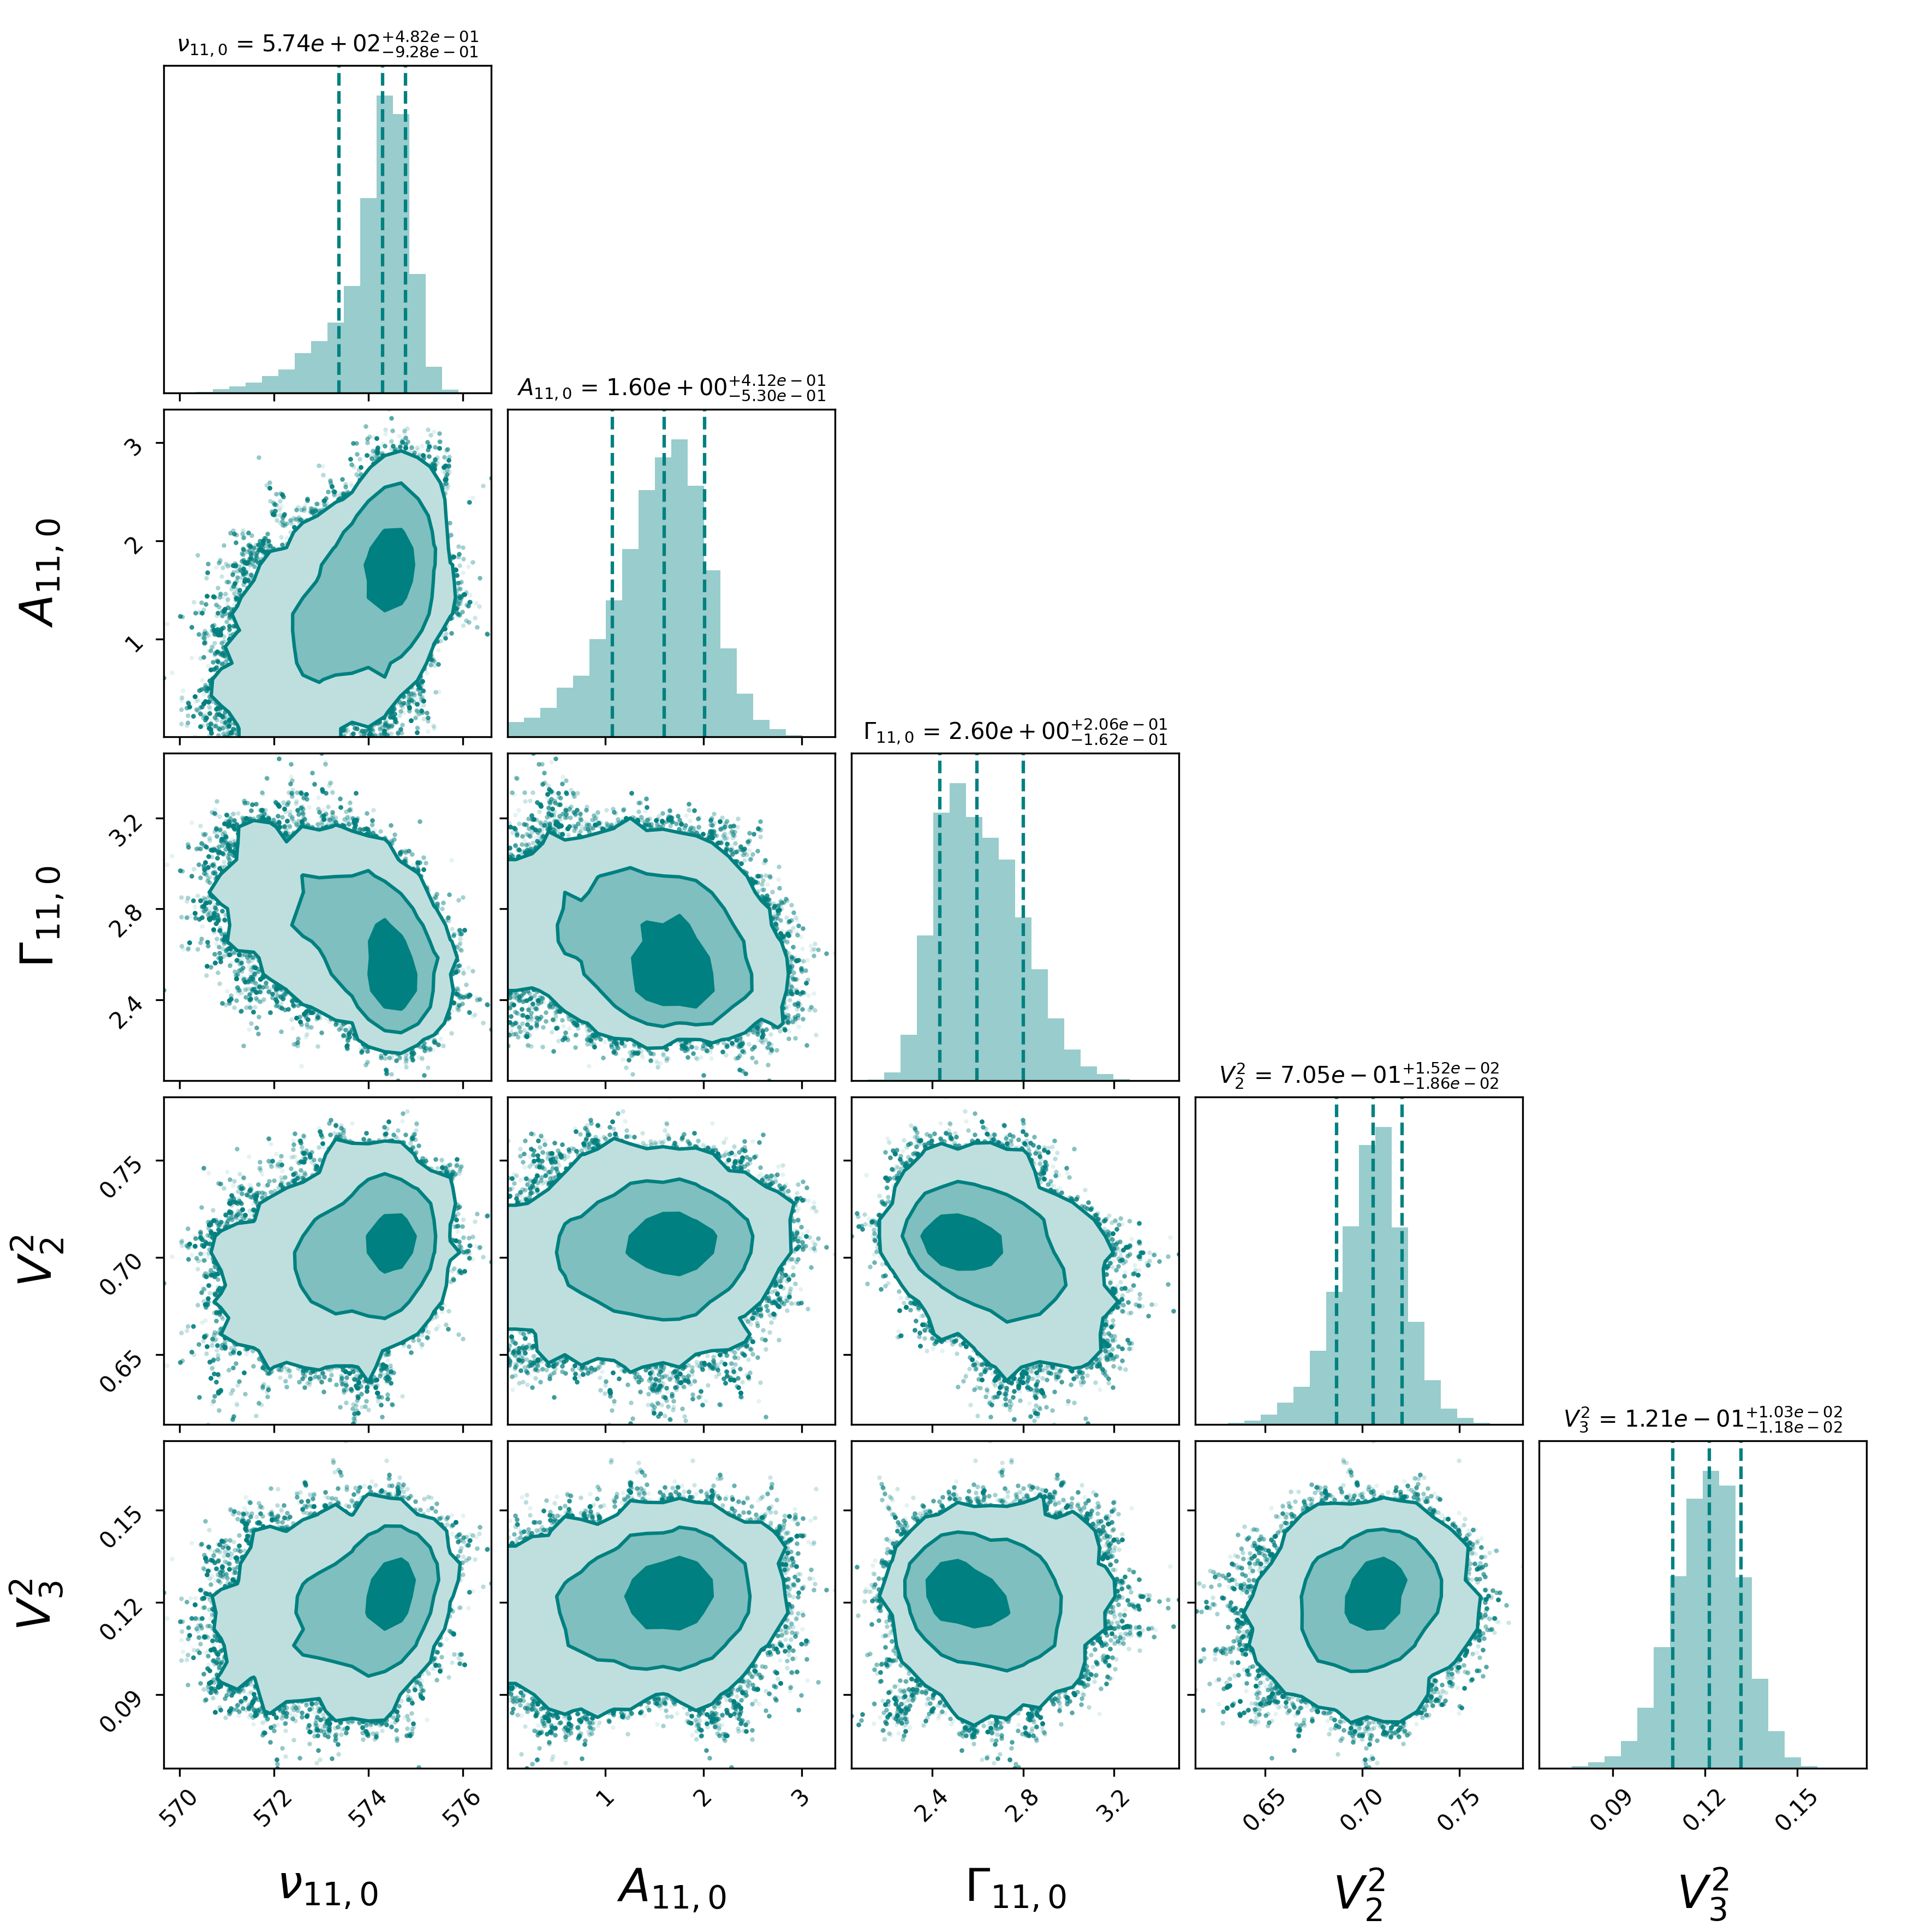 ν₁₁,₀ = 5.74e + 02 +4.82e − 01 −9.28e − 01
A₁₁,₀ = 1.60e + 00 +4.12e − 01 −5.30e − 01
3
2
1
A₁₁,₀
Γ₁₁,₀ = 2.60e + 00 +2.06e − 01 −1.62e − 01
3.2
2.8
2.4
Γ₁₁,₀
V₂² = 7.05e − 01 +1.52e − 02 −1.86e − 02
0.75
0.70
0.65
V₂²
V₃² = 1.21e − 01 +1.03e − 02 −1.18e − 02
0.15
0.12
0.09
V₃²
570 572 574 576 1 2 3 2.4 2.8 3.2 0.65 0.70 0.75 0.09 0.12 0.15
ν₁₁,₀ A₁₁,₀ Γ₁₁,₀ V₂² V₃²